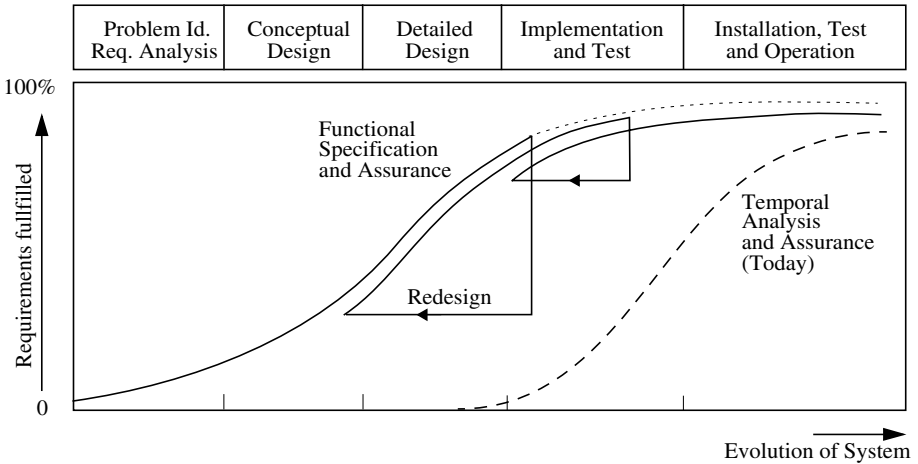 Problem Id.
Req. Analysis
Conceptual
Design
Detailed
Design
Implementation
and Test
Installation, Test
and Operation
100%
Requirements fullfilled
0
Functional
Specification
and Assurance
Redesign
Temporal
Analysis
and Assurance
(Today)
Evolution of System